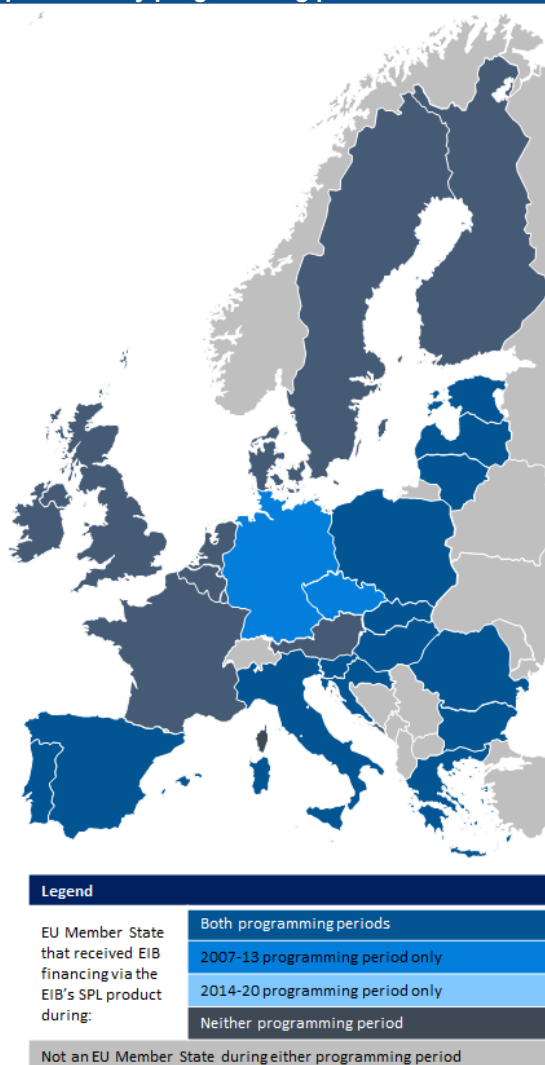 Legend
EU Member State
that received EIB
financing via the
EIB's SPL product
during:
Both programming periods
2007-13 programming period only
2014-20 programming period only
Neither programming period
Not an EU Member State during either programming period